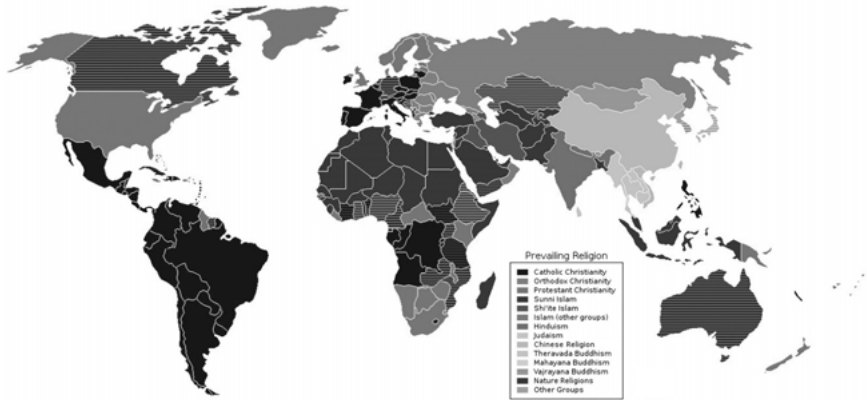 Prevailing Religion
Catholic Christianity
Orthodox Christianity
Protestant Christianity
Sunni Islam
Shi'ite Islam
Islam (other groups)
Hinduism
Judaism
Chinese Religion
Theravada Buddhism
Mahayana Buddhism
Vajrayana Buddhism
Nature Religions
Other Groups